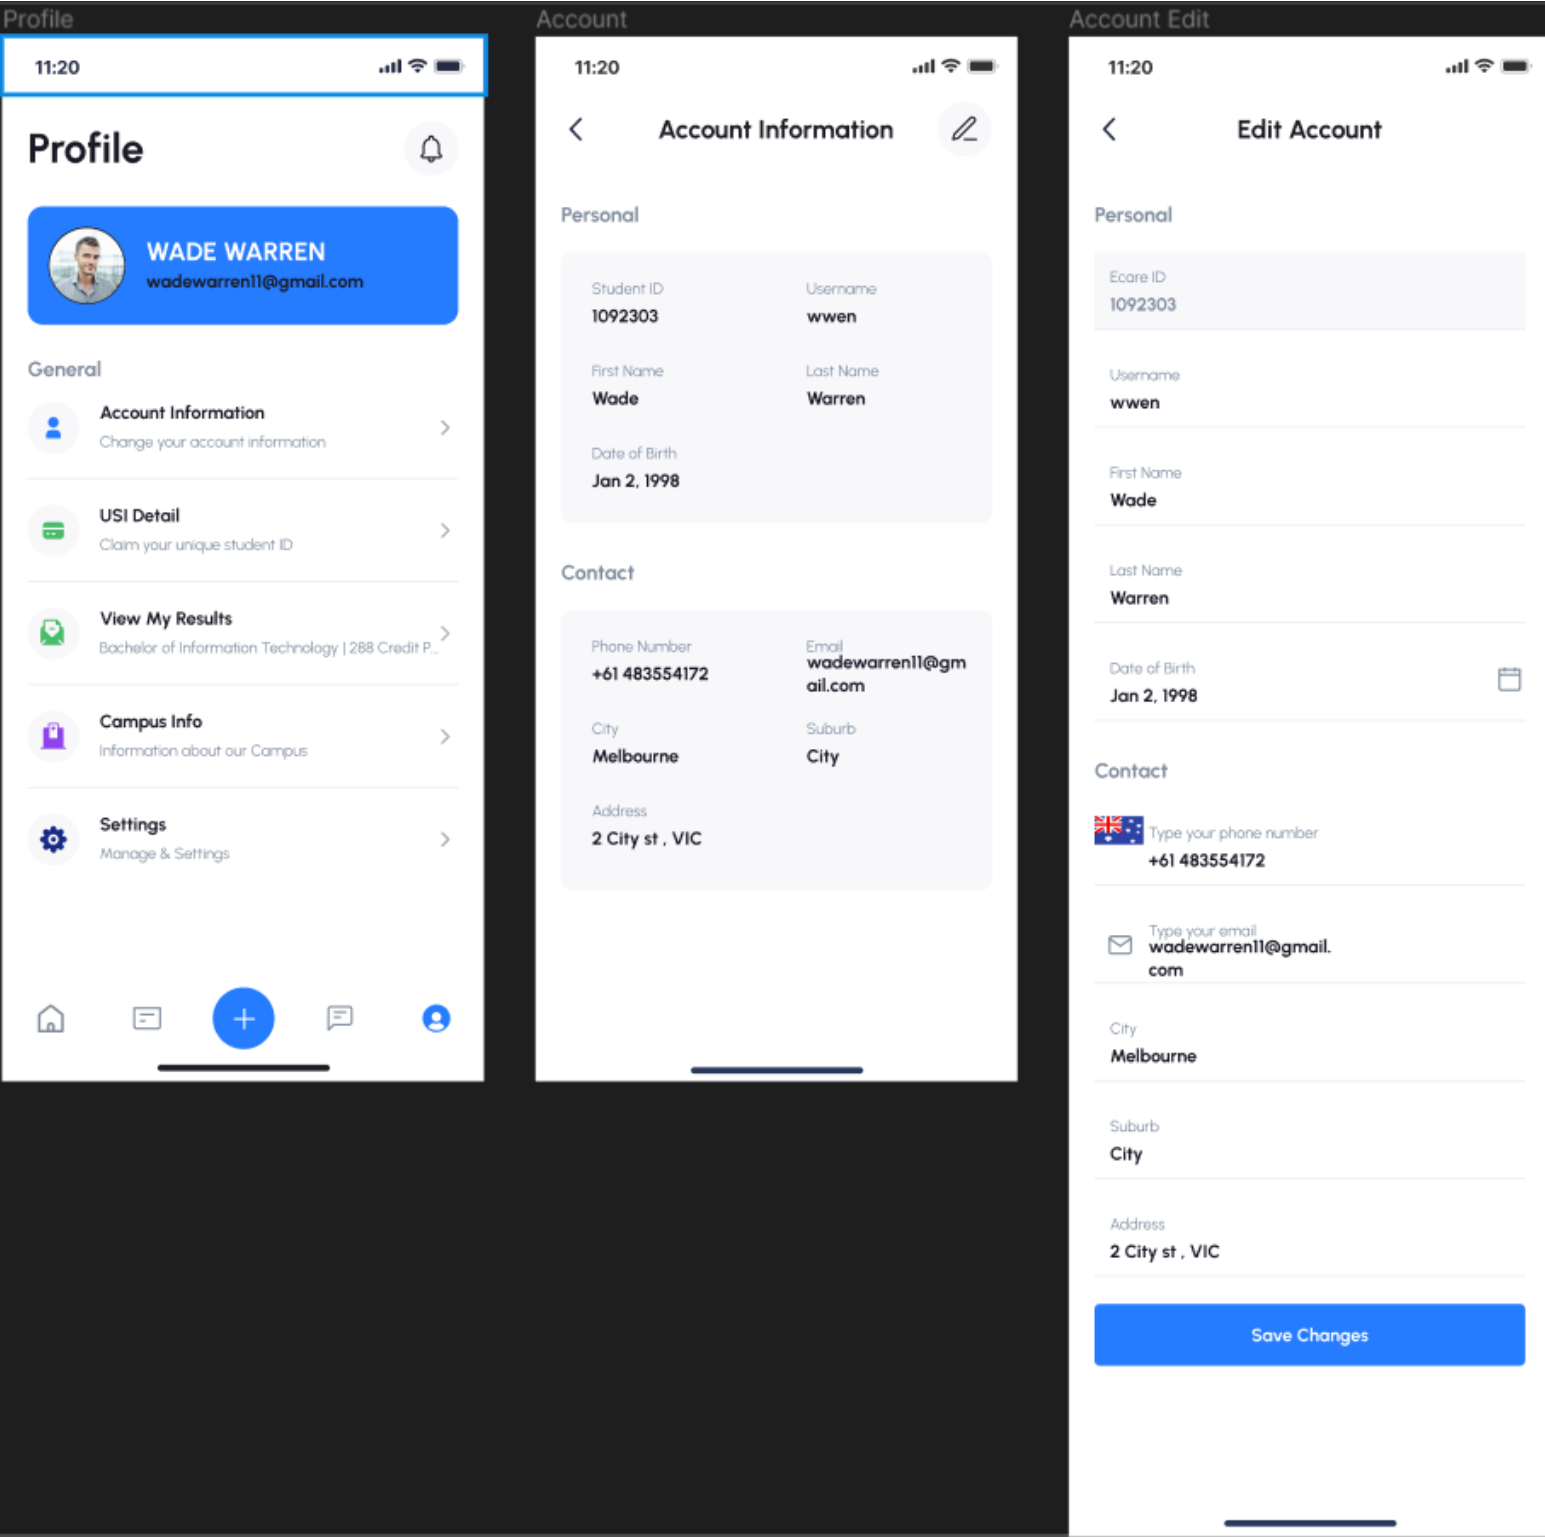 Profile
11:20
Profile
WADE WARREN
wadewarren11@gmail.com
General
Account Information
Change your account information
USI Detail
Claim your unique student ID
View My Results
Bachelor of Information Technology | 288 Credit P...
Campus Info
Information about our Campus
Settings
Manage & Settings
Account
11:20
Account Information
Personal
Student ID
1092303
Username
wwen
First Name
Wade
Last Name
Warren
Date of Birth
Jan 2, 1998
Contact
Phone Number
+61 483554172
Email
wadewarren11@gm
ail.com
City
Melbourne
Suburb
City
Address
2 City st , VIC
Account Edit
11:20
Edit Account
Personal
Ecare ID
1092303
Username
wwen
First Name
Wade
Last Name
Warren
Date of Birth
Jan 2, 1998
Contact
Type your phone number
+61 483554172
Type your email
wadewarren11@gmail.
com
City
Melbourne
Suburb
City
Address
2 City st , VIC
Save Changes